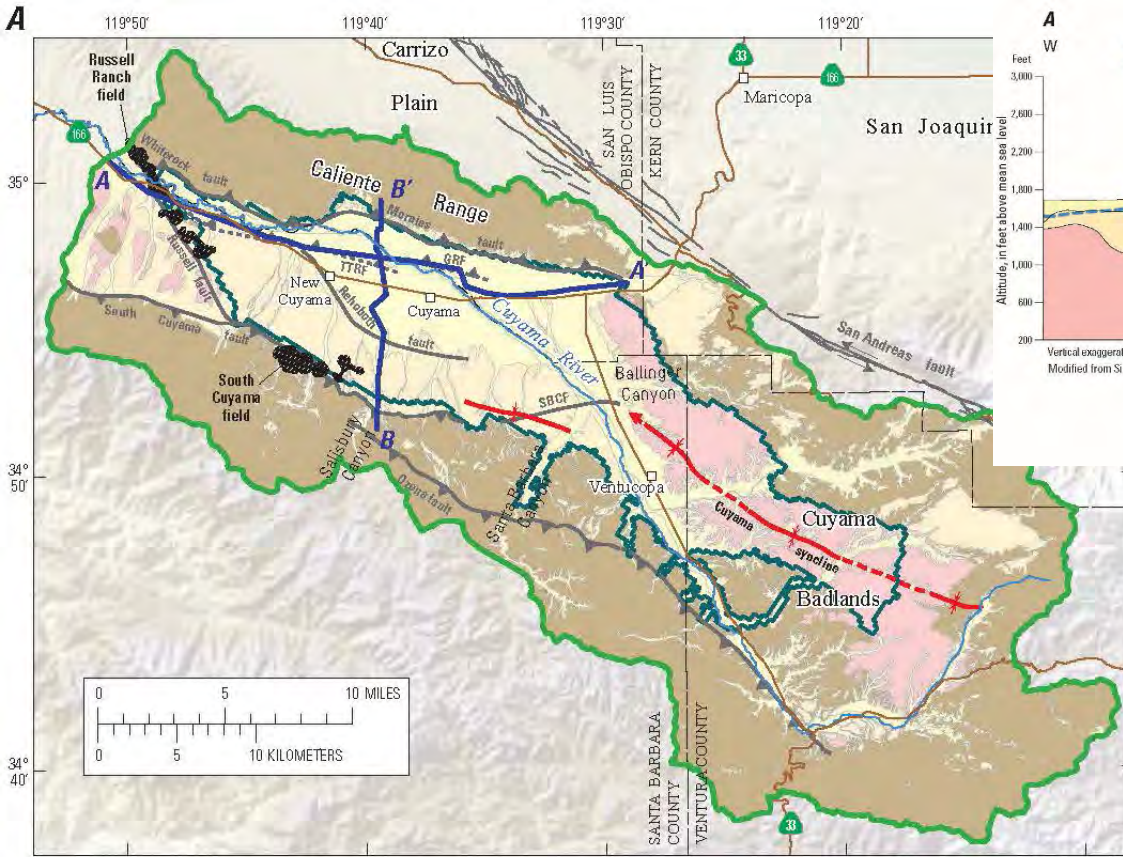 A
119°50'
119°40'
119°30'
119°20'
Russell
Ranch
field
Carrizo
Plain
33
166
Maricopa
SAN LUIS
OBISPO COUNTY
KERN COUNTY
San Joaquin
166
35°
Whiterock fault
A
Caliente
Range
B'
Morales fault
A'
GRF
TTRF
New
Cuyama
Cuyama
Russell fault
Rehoboth
fault
Cuyama River
South Cuyama fault
San Andreas fault
Ballinger
Canyon
South
Cuyama
field
SBCF
B
Salisbury
Canyon
34°
50'
Santa Barbara
Canyon
Ozena fault
Ventucopa
Cuyama
syncline
Cuyama
Badlands
0 5 10 MILES
0 5 10 KILOMETERS
34°
40'
SANTA BARBARA
COUNTY
VENTURA COUNTY
33
A
W
Feet
3,000
2,600
2,200
1,800
1,400
1,000
600
200
Altitude, in feet above mean sea level
Vertical exaggerat
Modified from Si